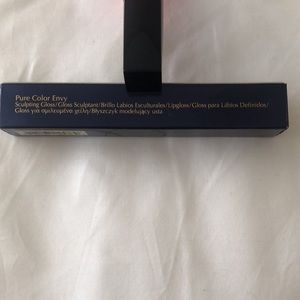 Pure Color Envy
Sculpting Gloss/Gloss Sculptant/Brillo Labios Esculturales/Lipgloss/Gloss para Lábios Definidos/
Gloss για σμιλεμένα χείλη/Błyszczyk modelujący usta